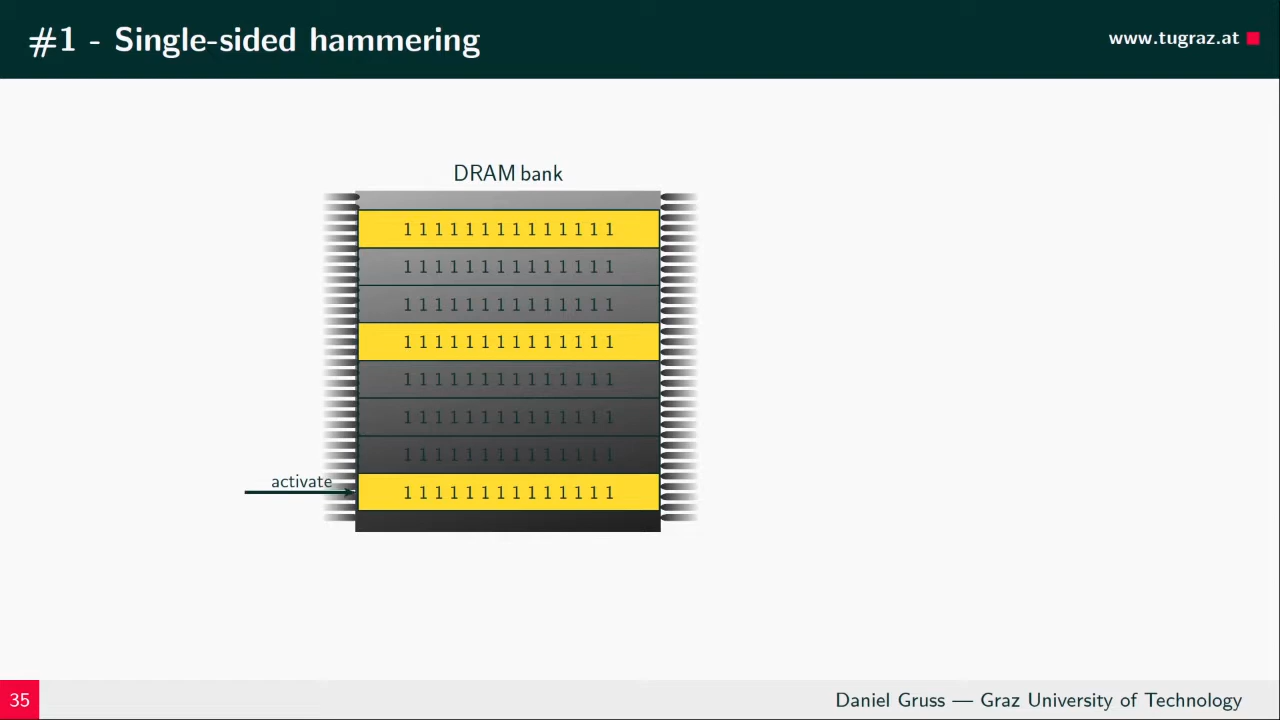 #1 - Single-sided hammering
www.tugraz.at
DRAM bank
1 1 1 1 1 1 1 1 1 1 1 1 1 1
1 1 1 1 1 1 1 1 1 1 1 1 1 1
1 1 1 1 1 1 1 1 1 1 1 1 1 1
1 1 1 1 1 1 1 1 1 1 1 1 1 1
1 1 1 1 1 1 1 1 1 1 1 1 1 1
1 1 1 1 1 1 1 1 1 1 1 1 1 1
1 1 1 1 1 1 1 1 1 1 1 1 1 1
activate
1 1 1 1 1 1 1 1 1 1 1 1 1 1
35
Daniel Gruss — Graz University of Technology